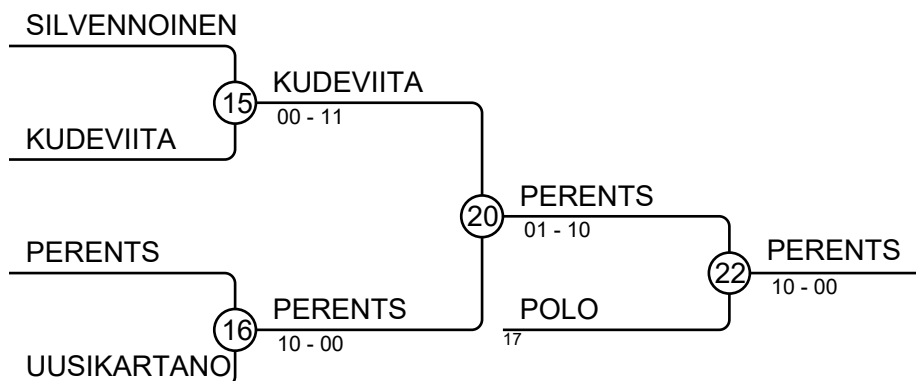 SILVENNOINEN
15
KUDEVIITA
00 - 11
KUDEVIITA
20
PERENTS
01 - 10
PERENTS
22
PERENTS
10 - 00
16
PERENTS
10 - 00
POLO
17
UUSIKARTANO